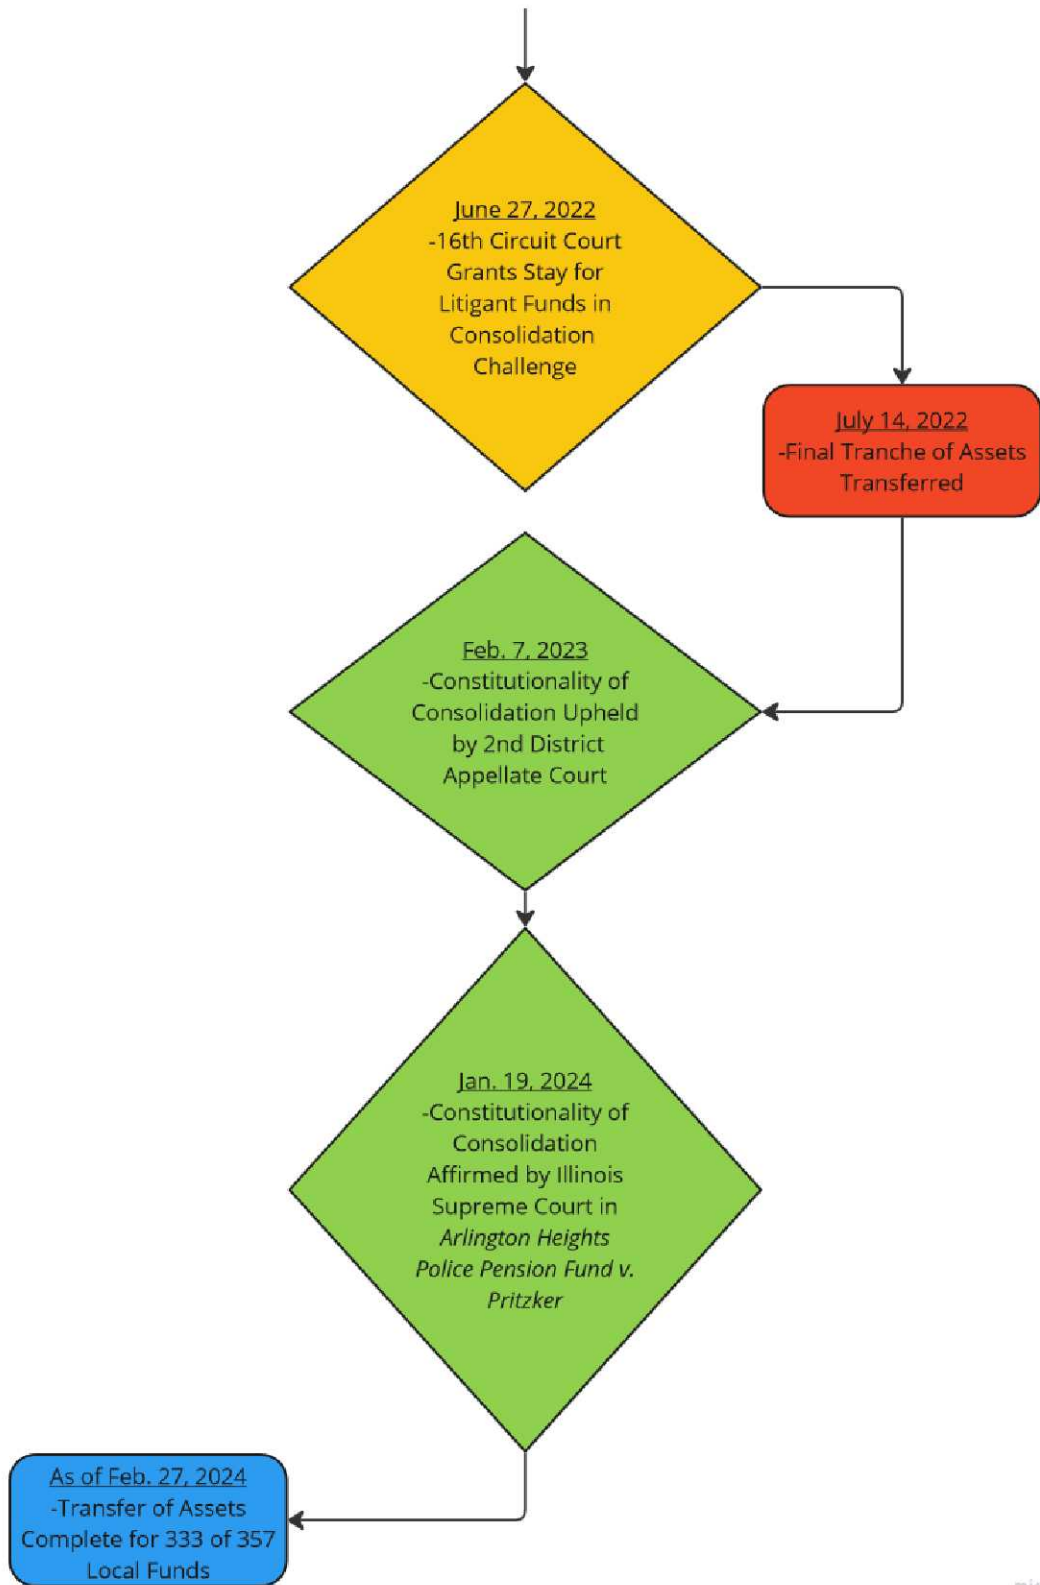 June 27, 2022
-16th Circuit Court
Grants Stay for
Litigant Funds in
Consolidation
Challenge
July 14, 2022
-Final Tranche of Assets
Transferred
Feb. 7, 2023
-Constitutionality of
Consolidation Upheld
by 2nd District
Appellate Court
Jan. 19, 2024
-Constitutionality of
Consolidation
Affirmed by Illinois
Supreme Court in
Arlington Heights
Police Pension Fund v.
Pritzker
As of Feb. 27, 2024
-Transfer of Assets
Complete for 333 of 357
Local Funds